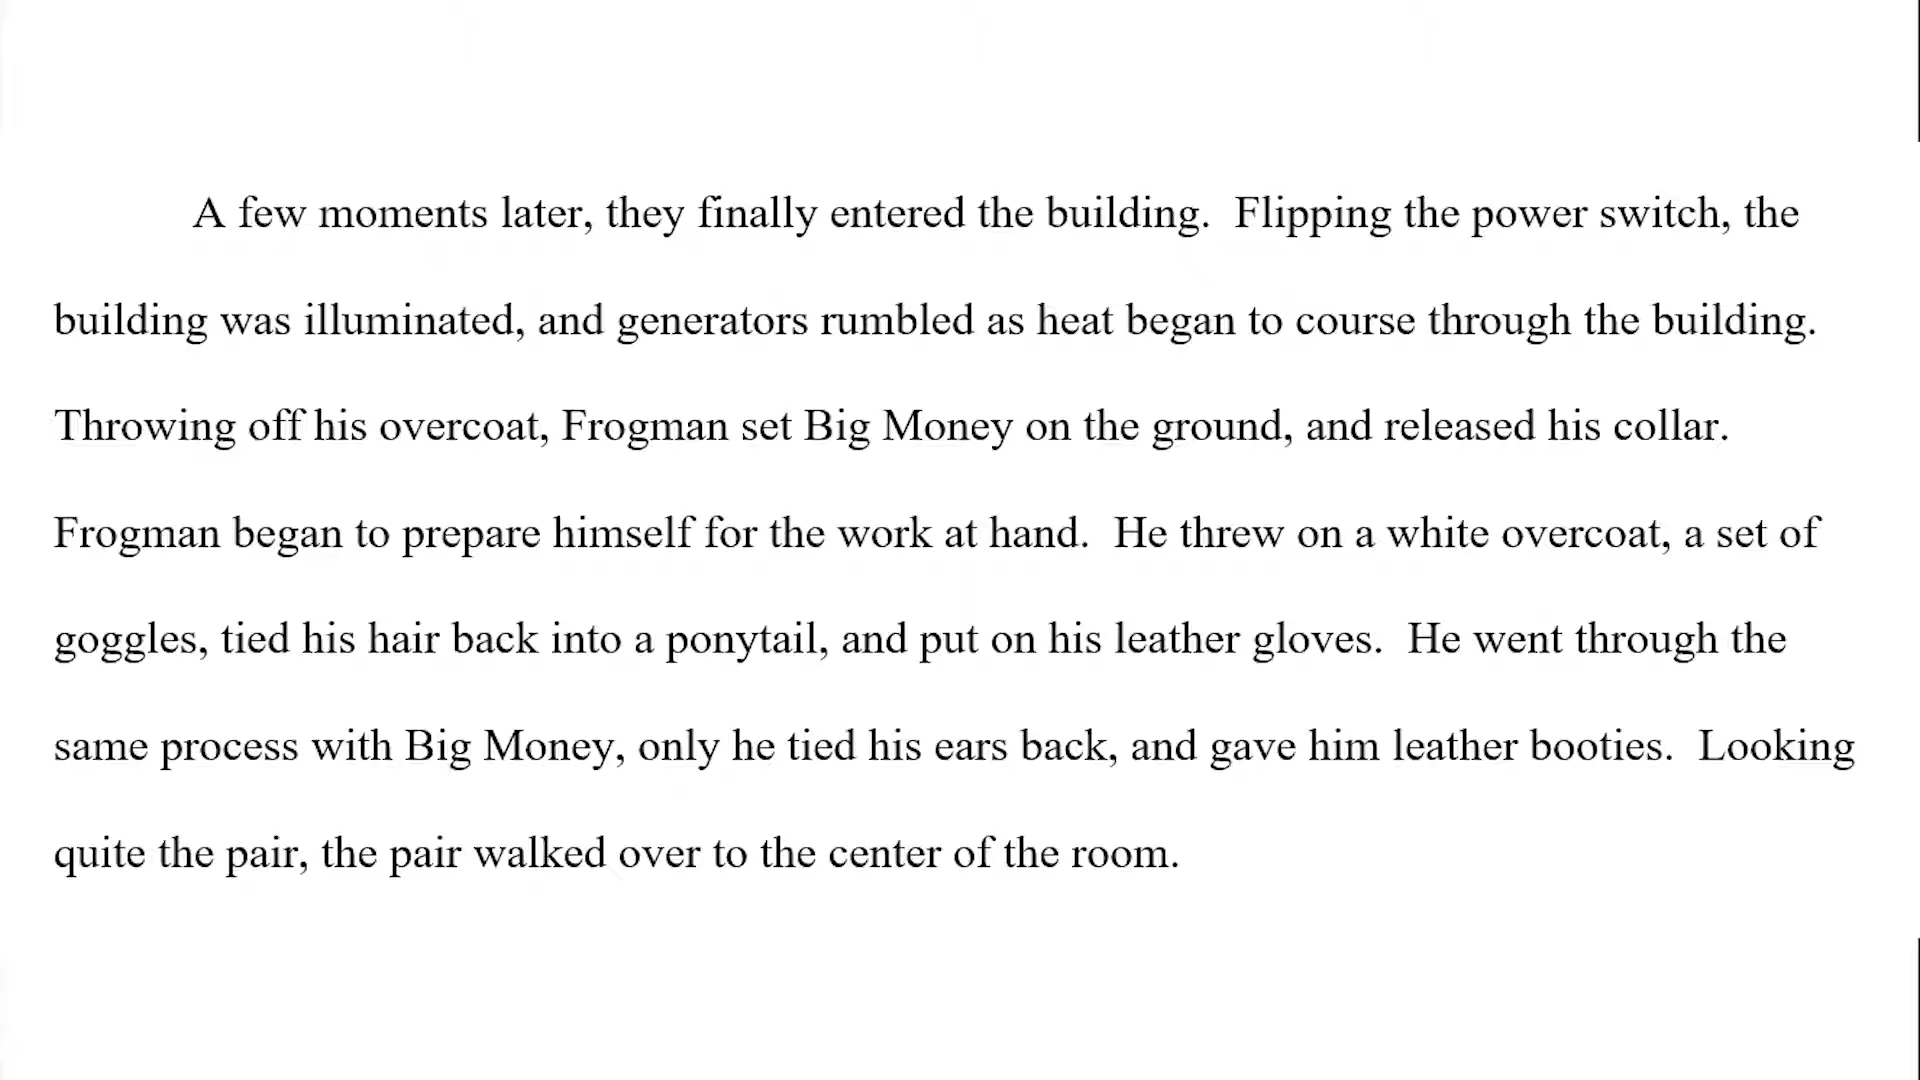 A few moments later, they finally entered the building.  Flipping the power switch, the
building was illuminated, and generators rumbled as heat began to course through the building.
Throwing off his overcoat, Frogman set Big Money on the ground, and released his collar.
Frogman began to prepare himself for the work at hand.  He threw on a white overcoat, a set of
goggles, tied his hair back into a ponytail, and put on his leather gloves.  He went through the
same process with Big Money, only he tied his ears back, and gave him leather booties.  Looking
quite the pair, the pair walked over to the center of the room.